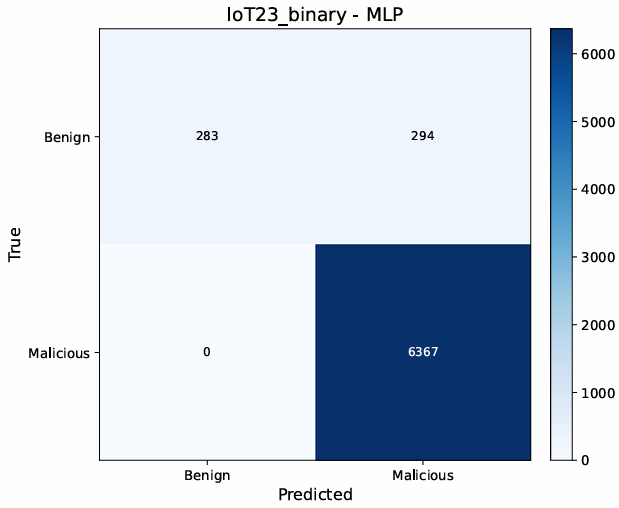 IoT23_binary - MLP
Benign
283
294
Malicious
0
6367
Benign
Malicious
Predicted
True
6000
5000
4000
3000
2000
1000
0